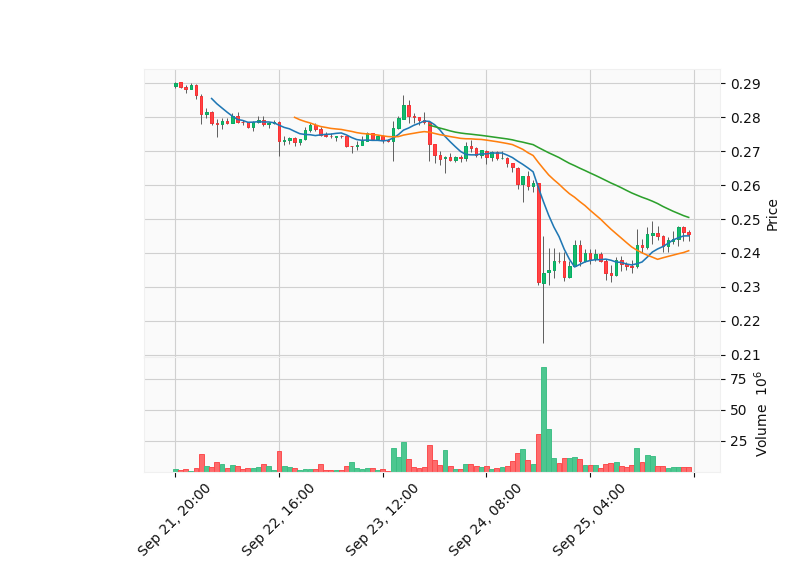 0.29
0.28
0.27
0.26
0.25
0.24
0.23
0.22
0.21
Price
75
50
25
Volume 10^6
Sep 21, 20:00
Sep 22, 16:00
Sep 23, 12:00
Sep 24, 08:00
Sep 25, 04:00